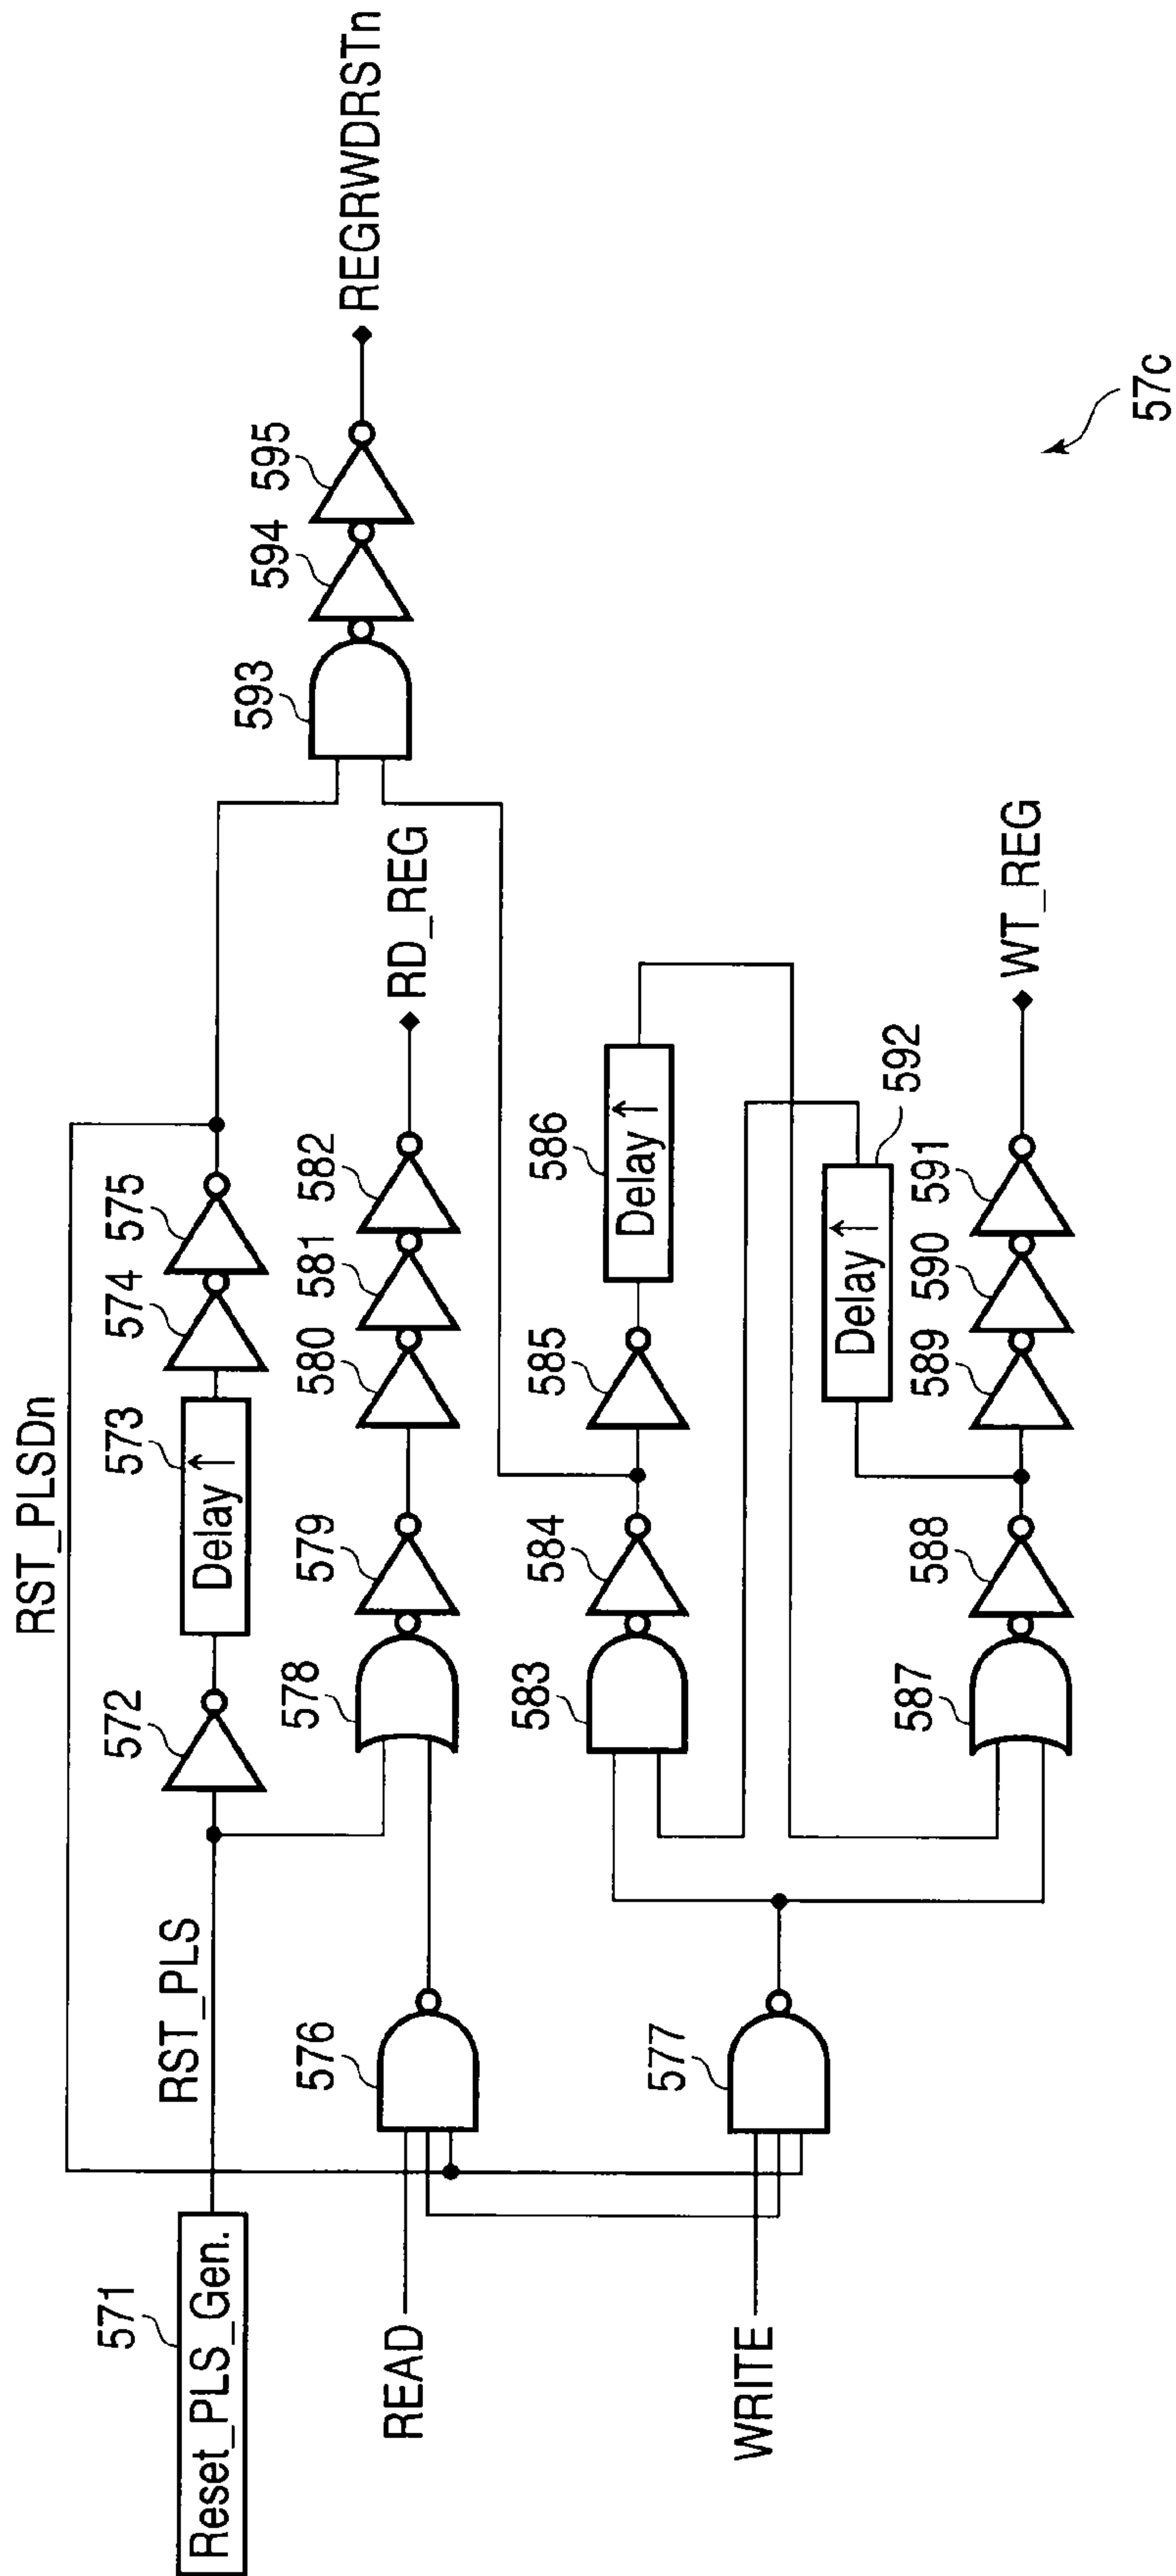 RST_PLSDn
571
Reset_PLS_Gen.
RST_PLS
572
573
Delay↑
574
575
READ
576
578
579
580
581
582
RD_REG
593
594
595
REGRWDRSTn
WRITE
577
583
584
585
586
Delay↑
592
Delay↑
587
588
589
590
591
WT_REG
57c